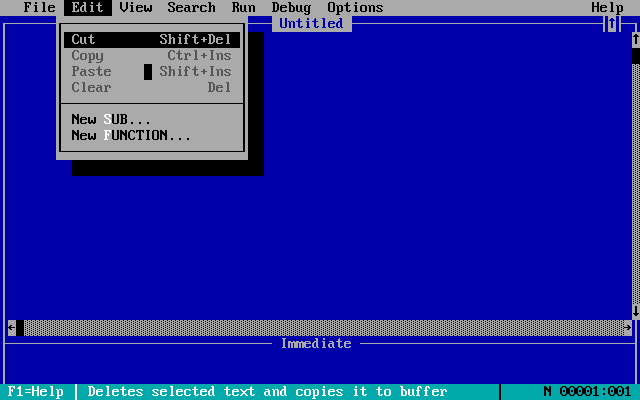 File Edit View Search Run Debug Options Help
Untitled
Cut Shift+Del
Copy Ctrl+Ins
Paste Shift+Ins
Clear Del
New SUB...
New FUNCTION...
Immediate
F1=Help Deletes selected text and copies it to buffer N 00001:001